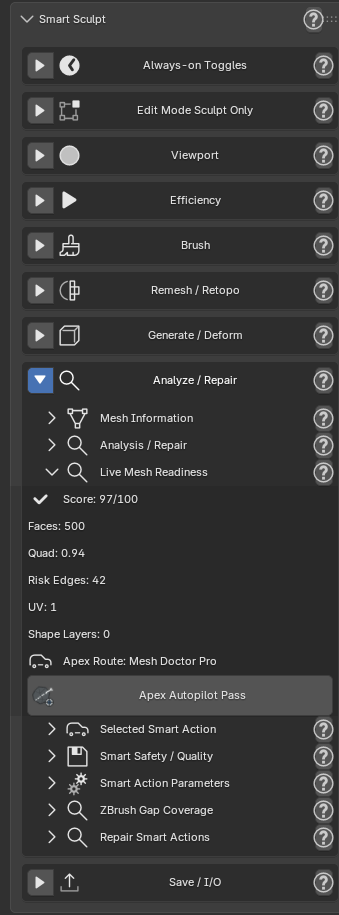 Smart Sculpt
Always-on Toggles
Edit Mode Sculpt Only
Viewport
Efficiency
Brush
Remesh / Retopo
Generate / Deform
Analyze / Repair
Mesh Information
Analysis / Repair
Live Mesh Readiness
Score: 97/100
Faces: 500
Quad: 0.94
Risk Edges: 42
UV: 1
Shape Layers: 0
Apex Route: Mesh Doctor Pro
Apex Autopilot Pass
Selected Smart Action
Smart Safety / Quality
Smart Action Parameters
ZBrush Gap Coverage
Repair Smart Actions
Save / I/O